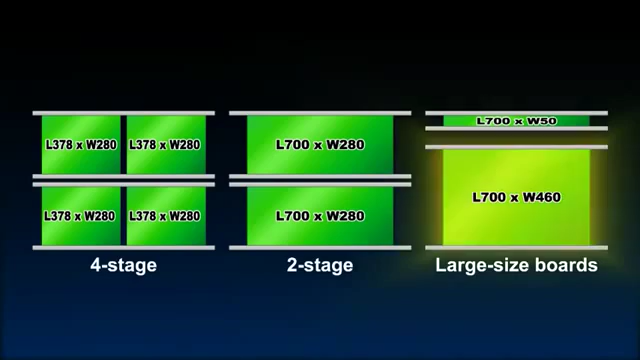 L378 x W280 L378 x W280
L378 x W280 L378 x W280
4-stage
L700 x W280
L700 x W280
2-stage
L700 x W50
L700 x W460
Large-size boards